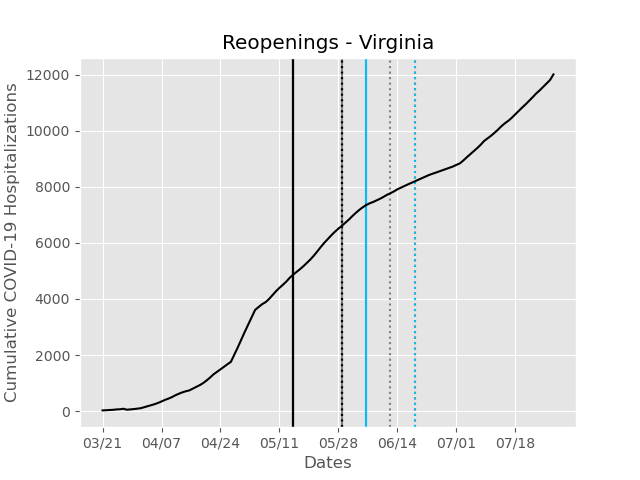 Reopenings - Virginia
Cumulative COVID-19 Hospitalizations
12000
10000
8000
6000
4000
2000
0
03/21 04/07 04/24 05/11 05/28 06/14 07/01 07/18
Dates